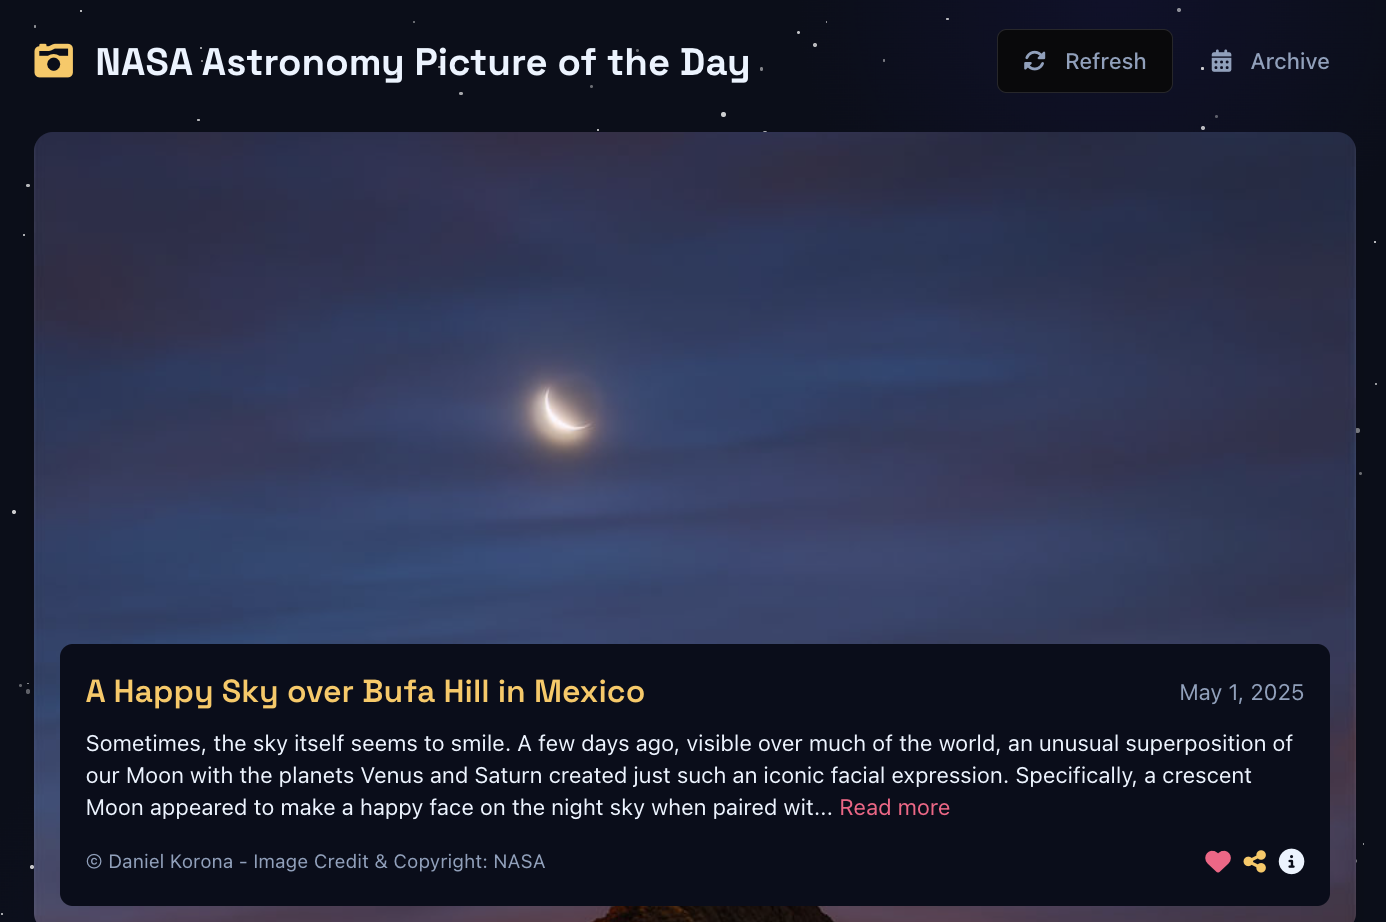 NASA Astronomy Picture of the Day
Refresh
Archive
A Happy Sky over Bufa Hill in Mexico
May 1, 2025
Sometimes, the sky itself seems to smile. A few days ago, visible over much of the world, an unusual superposition of
our Moon with the planets Venus and Saturn created just such an iconic facial expression. Specifically, a crescent
Moon appeared to make a happy face on the night sky when paired wit... Read more
© Daniel Korona - Image Credit & Copyright: NASA